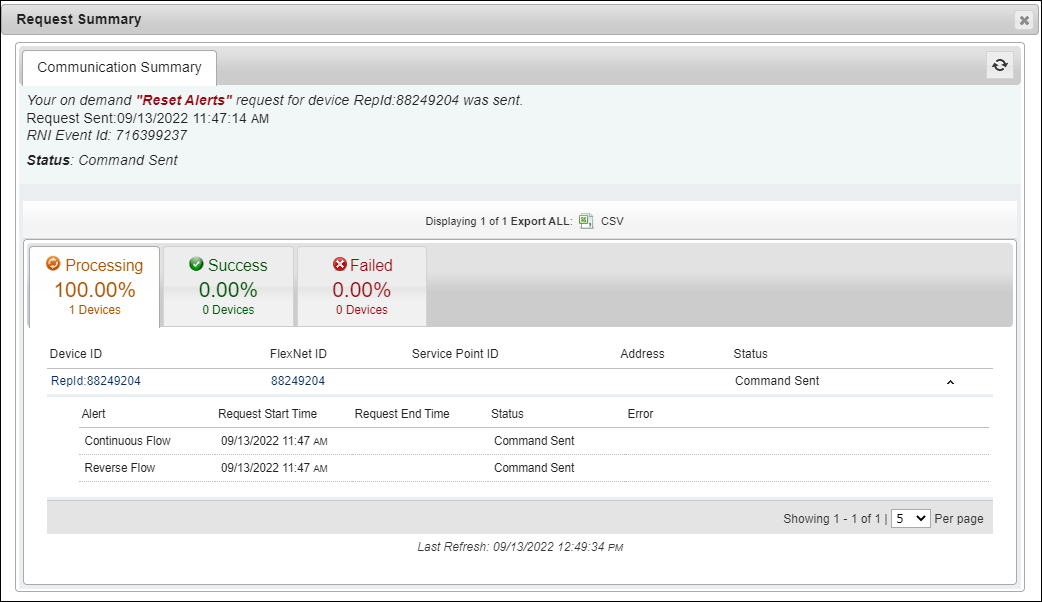 Request Summary
Communication Summary
Your on demand "Reset Alerts" request for device RepId:88249204 was sent.
Request Sent:09/13/2022 11:47:14 AM
RNI Event Id: 716399237
Status: Command Sent
Displaying 1 of 1 Export ALL: CSV
Processing Success Failed
100.00% 0.00% 0.00%
1 Devices 0 Devices 0 Devices
Device ID FlexNet ID Service Point ID Address Status
RepId:88249204 88249204 Command Sent
Alert Request Start Time Request End Time Status Error
Continuous Flow 09/13/2022 11:47 AM Command Sent
Reverse Flow 09/13/2022 11:47 AM Command Sent
Showing 1 - 1 of 1 | 5 Per page
Last Refresh: 09/13/2022 12:49:34 PM